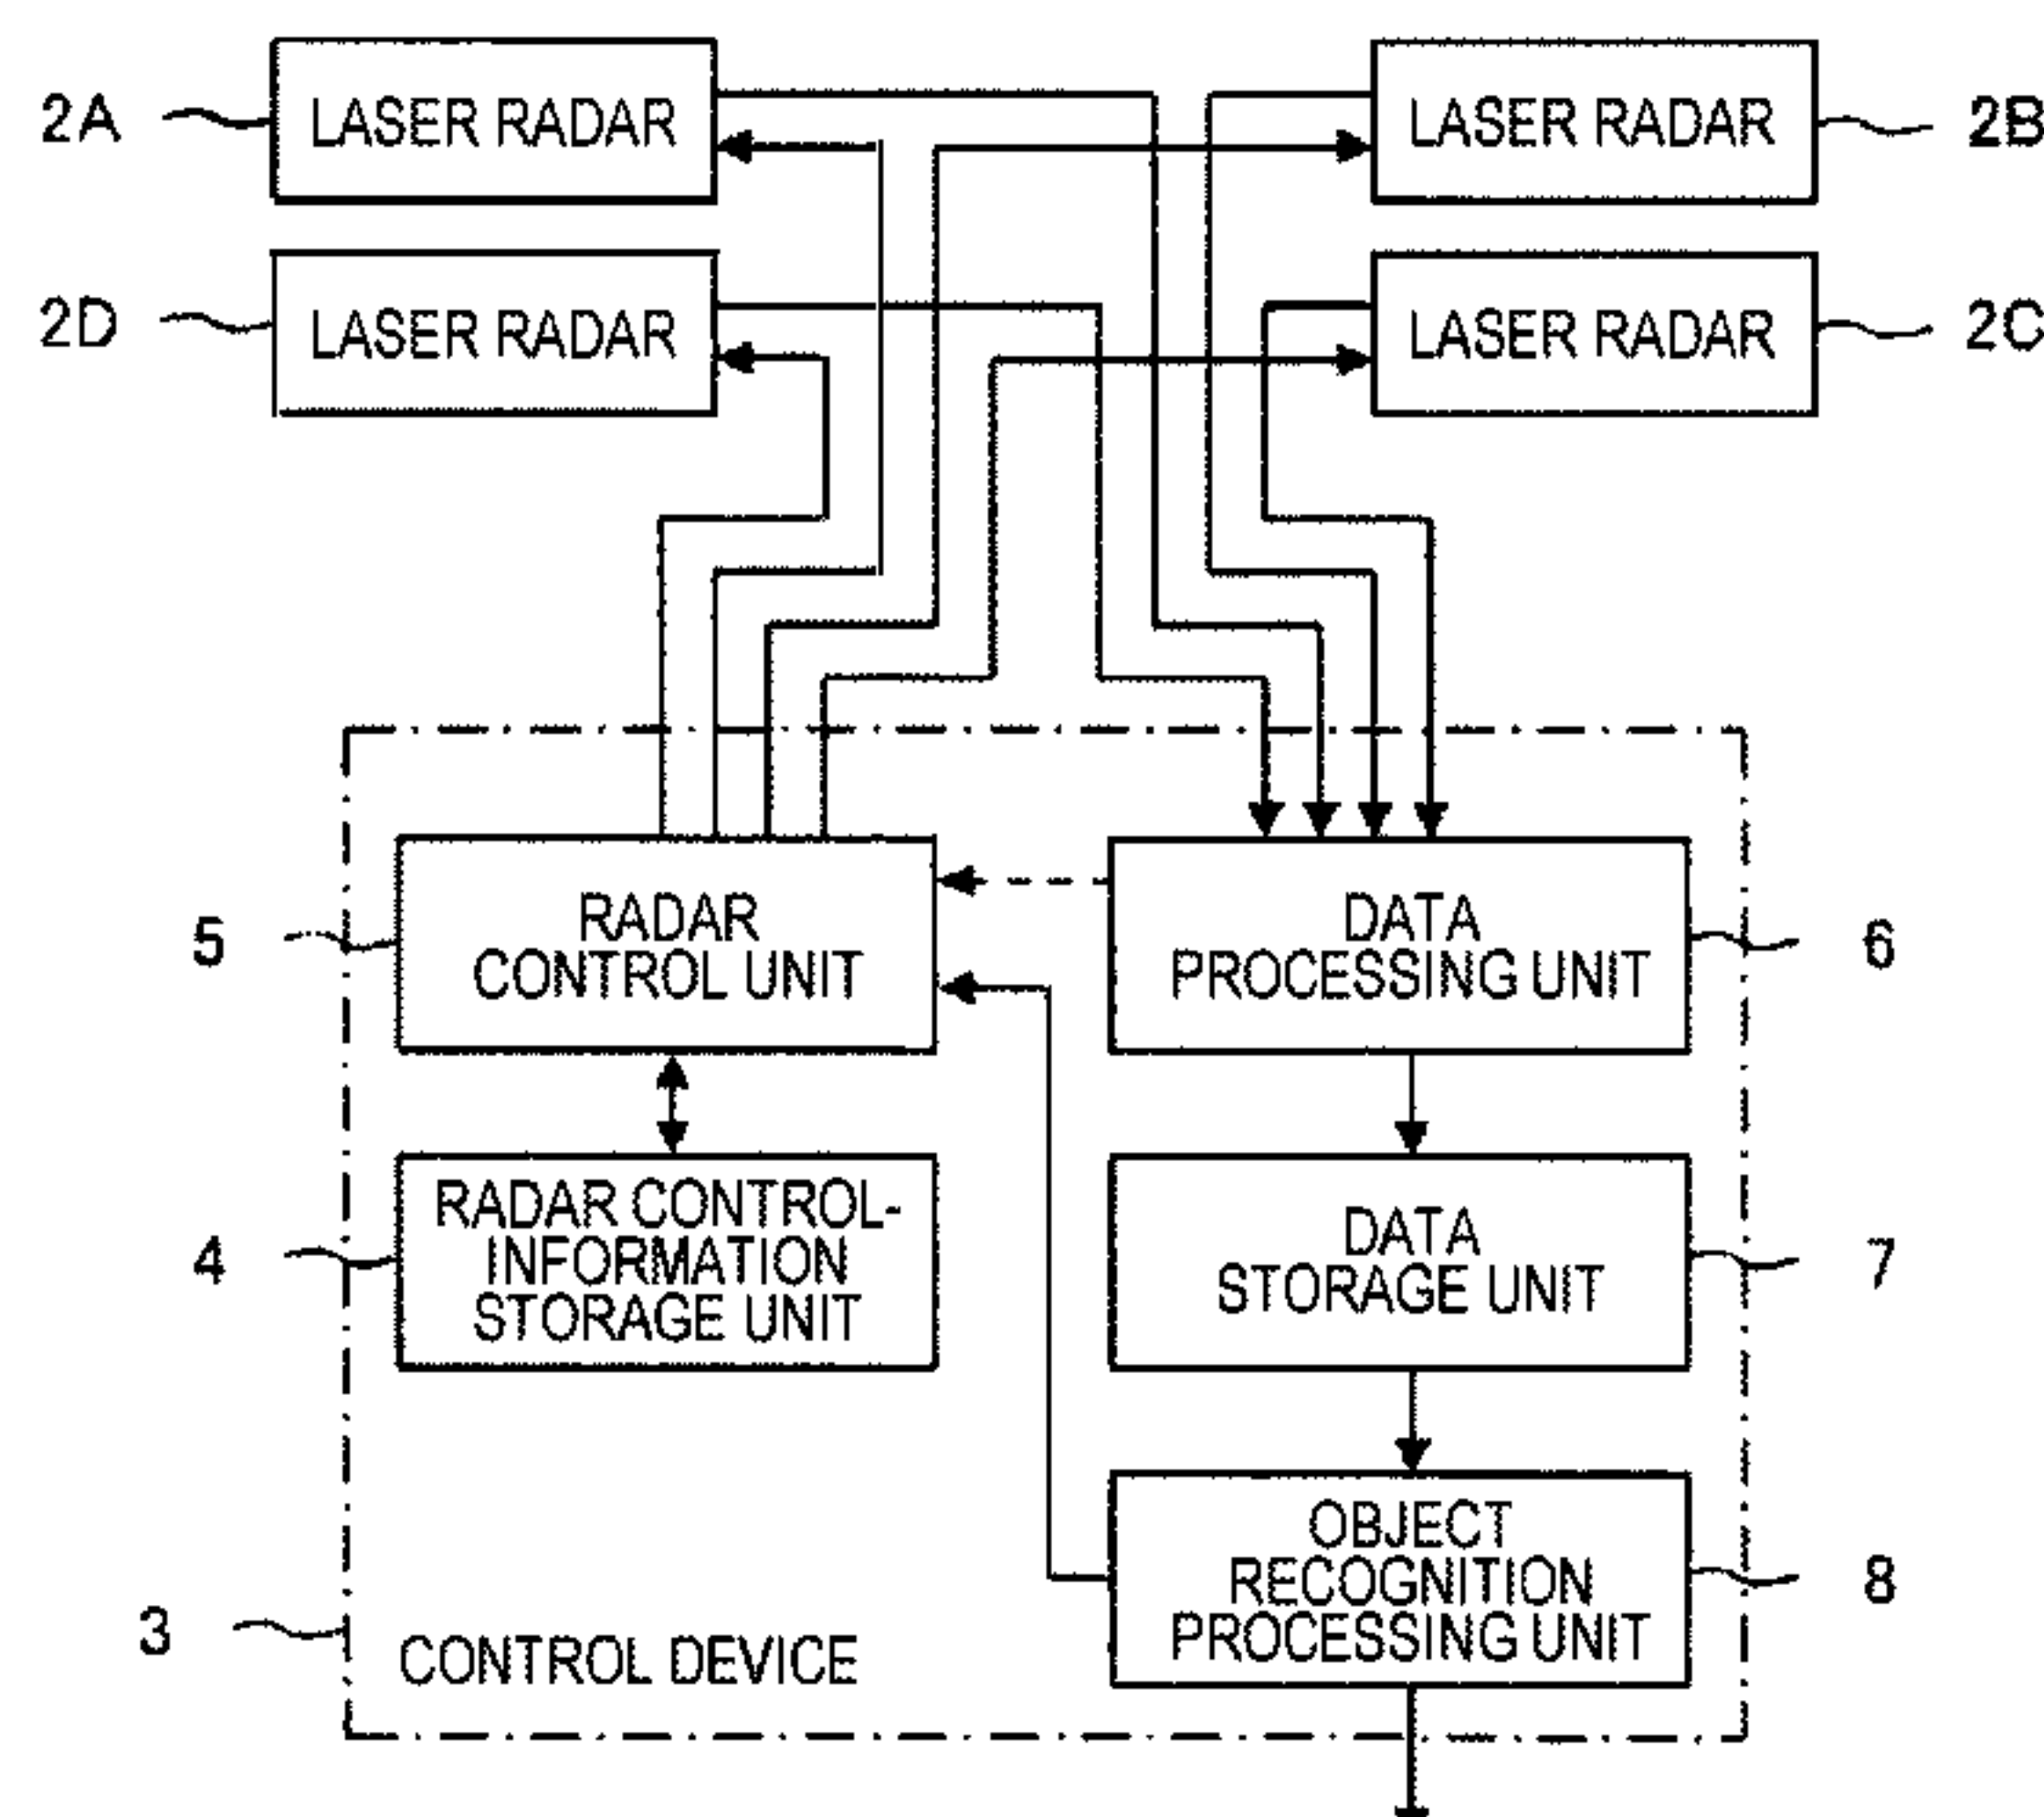 2A
LASER RADAR
LASER RADAR
2B
2D
LASER RADAR
LASER RADAR
2C
5
RADAR
CONTROL UNIT
DATA
PROCESSING UNIT
6
4
RADAR CONTROL-
INFORMATION
STORAGE UNIT
DATA
STORAGE UNIT
7
OBJECT
RECOGNITION
PROCESSING UNIT
8
3
CONTROL DEVICE